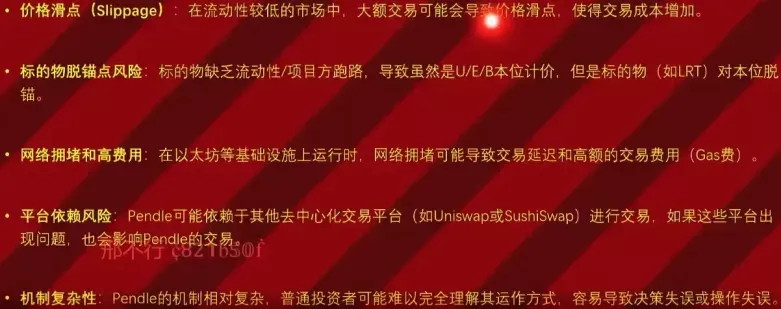 • 价格滑点（Slippage）：在流动性较低的市场中，大额交易可能会导致价格滑点，使得交易成本增加。
• 标的物脱锚点风险：标的物缺乏流动性/项目方跑路，导致虽然是U/E/B本位计价，但是标的物（如LRT）对本位脱
锚。
• 网络拥堵和高费用：在以太坊等基础设施上运行时，网络拥堵可能导致交易延迟和高额的交易费用（Gas费）。
• 平台依赖风险：Pendle可能依赖于其他去中心化交易平台（如Uniswap或SushiSwap）进行交易，如果这些平台出
现问题，也会影响Pendle的交易。
• 机制复杂性：Pendle的机制相对复杂，普通投资者可能难以完全理解其运作方式，容易导致决策失误或操作失误。